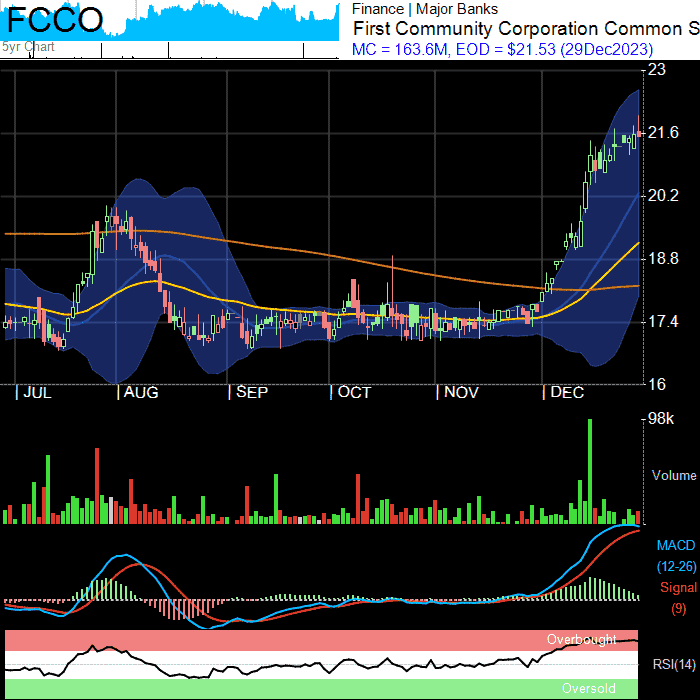 FCCO
5yr Chart
Finance | Major Banks
First Community Corporation Common S
MC = 163.6M, EOD = $21.53 (29Dec2023)
23
21.6
20.2
18.8
17.4
16
| JUL | AUG | SEP | OCT | NOV | DEC
98k
Volume
MACD
(12-26)
Signal
(9)
Overbought
RSI(14)
Oversold